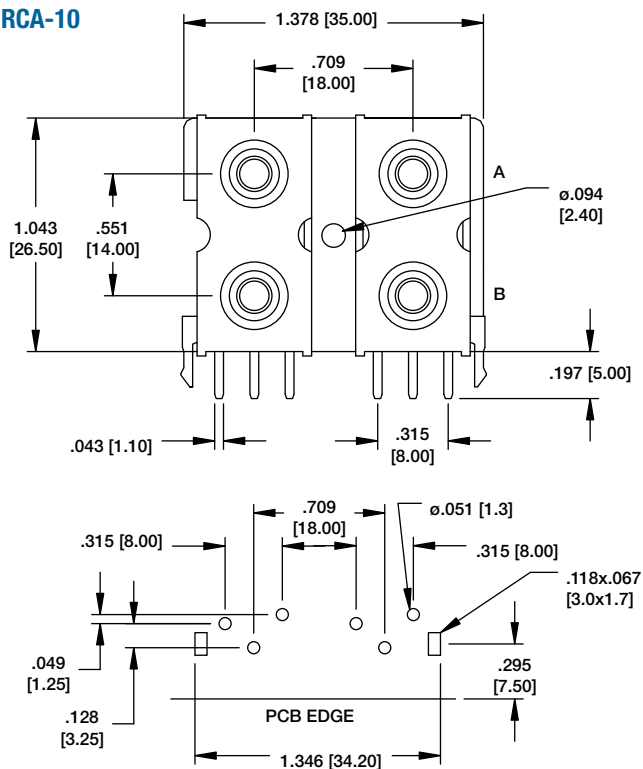 RCA-10
1.378 [35.00]
.709
[18.00]
A
ø.094
[2.40]
1.043
[26.50]
.551
[14.00]
B
.197 [5.00]
.043 [1.10]
.315
[8.00]
.709
[18.00]
ø.051 [1.3]
.315 [8.00]
.315 [8.00]
.118x.067
[3.0x1.7]
.049
[1.25]
.295
[7.50]
.128
[3.25]
PCB EDGE
1.346 [34.20]